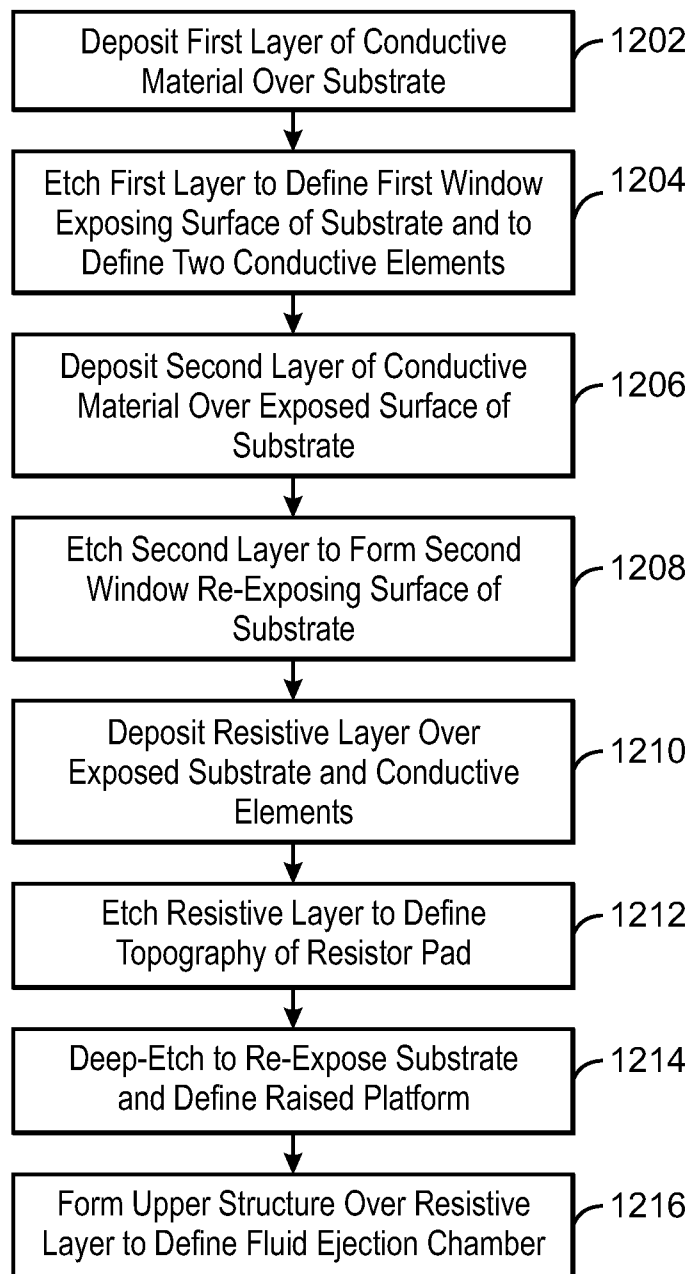 Deposit First Layer of Conductive
Material Over Substrate
1202
Etch First Layer to Define First Window
Exposing Surface of Substrate and to
Define Two Conductive Elements
1204
Deposit Second Layer of Conductive
Material Over Exposed Surface of
Substrate
1206
Etch Second Layer to Form Second
Window Re-Exposing Surface of
Substrate
1208
Deposit Resistive Layer Over
Exposed Substrate and Conductive
Elements
1210
Etch Resistive Layer to Define
Topography of Resistor Pad
1212
Deep-Etch to Re-Expose Substrate
and Define Raised Platform
1214
Form Upper Structure Over Resistive
Layer to Define Fluid Ejection Chamber
1216